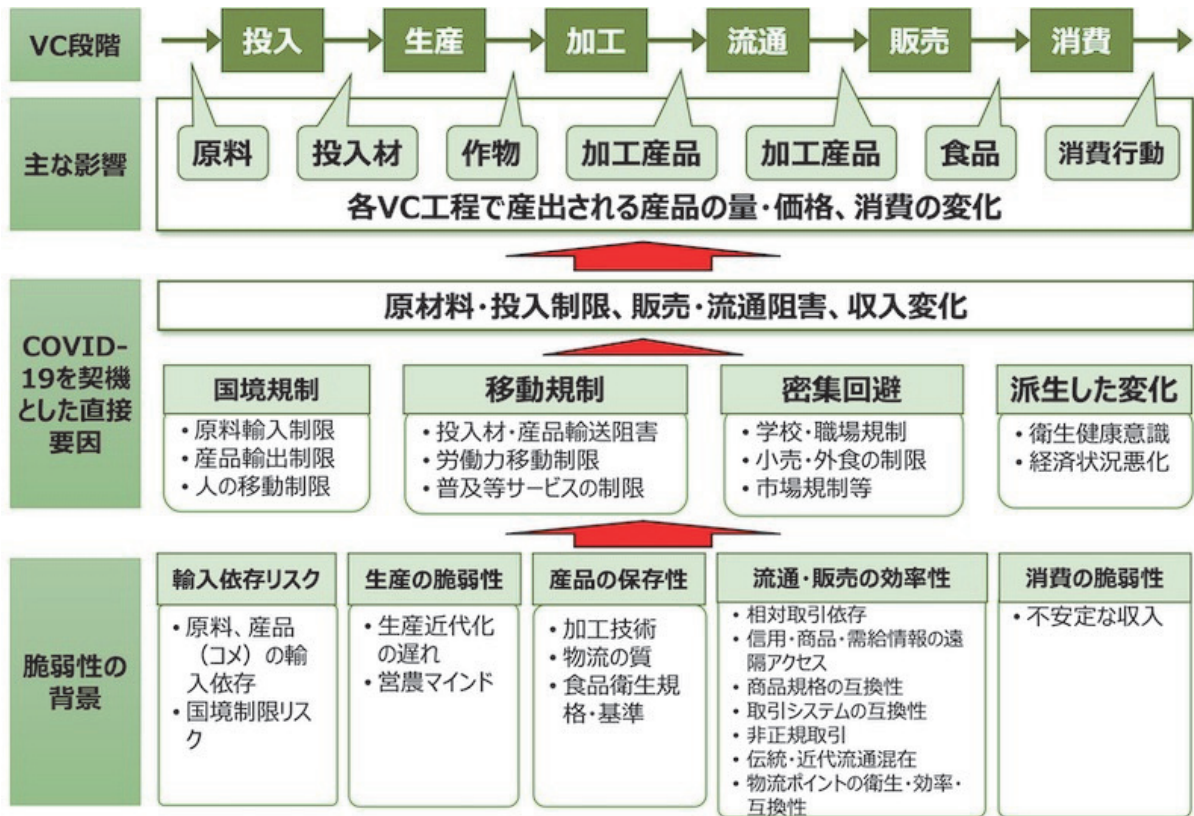 VC段階
投入
生産
加工
流通
販売
消費
主な影響
原料
投入材
作物
加工産品
加工産品
食品
消費行動
各VC工程で産出される産品の量・価格、消費の変化
COVID-
19を契機
とした直接
要因
原材料・投入制限、販売・流通阻害、収入変化
国境規制
• 原料輸入制限
• 産品輸出制限
• 人の移動制限
移動規制
• 投入材・産品輸送阻害
• 労働力移動制限
• 普及等サービスの制限
密集回避
• 学校・職場規制
• 小売・外食の制限
• 市場規制等
派生した変化
• 衛生健康意識
• 経済状況悪化
脆弱性の
背景
輸入依存リスク
• 原料、産品
（コメ）の輸
入依存
• 国境制限リス
ク
生産の脆弱性
• 生産近代化
の遅れ
• 営農マインド
産品の保存性
• 加工技術
• 物流の質
• 食品衛生規
格・基準
流通・販売の効率性
• 相対取引依存
• 信用・商品・需給情報の遠
隔アクセス
• 商品規格の互換性
• 取引システムの互換性
• 非正規取引
• 伝統・近代流通混在
• 物流ポイントの衛生・効率・
互換性
消費の脆弱性
• 不安定な収入